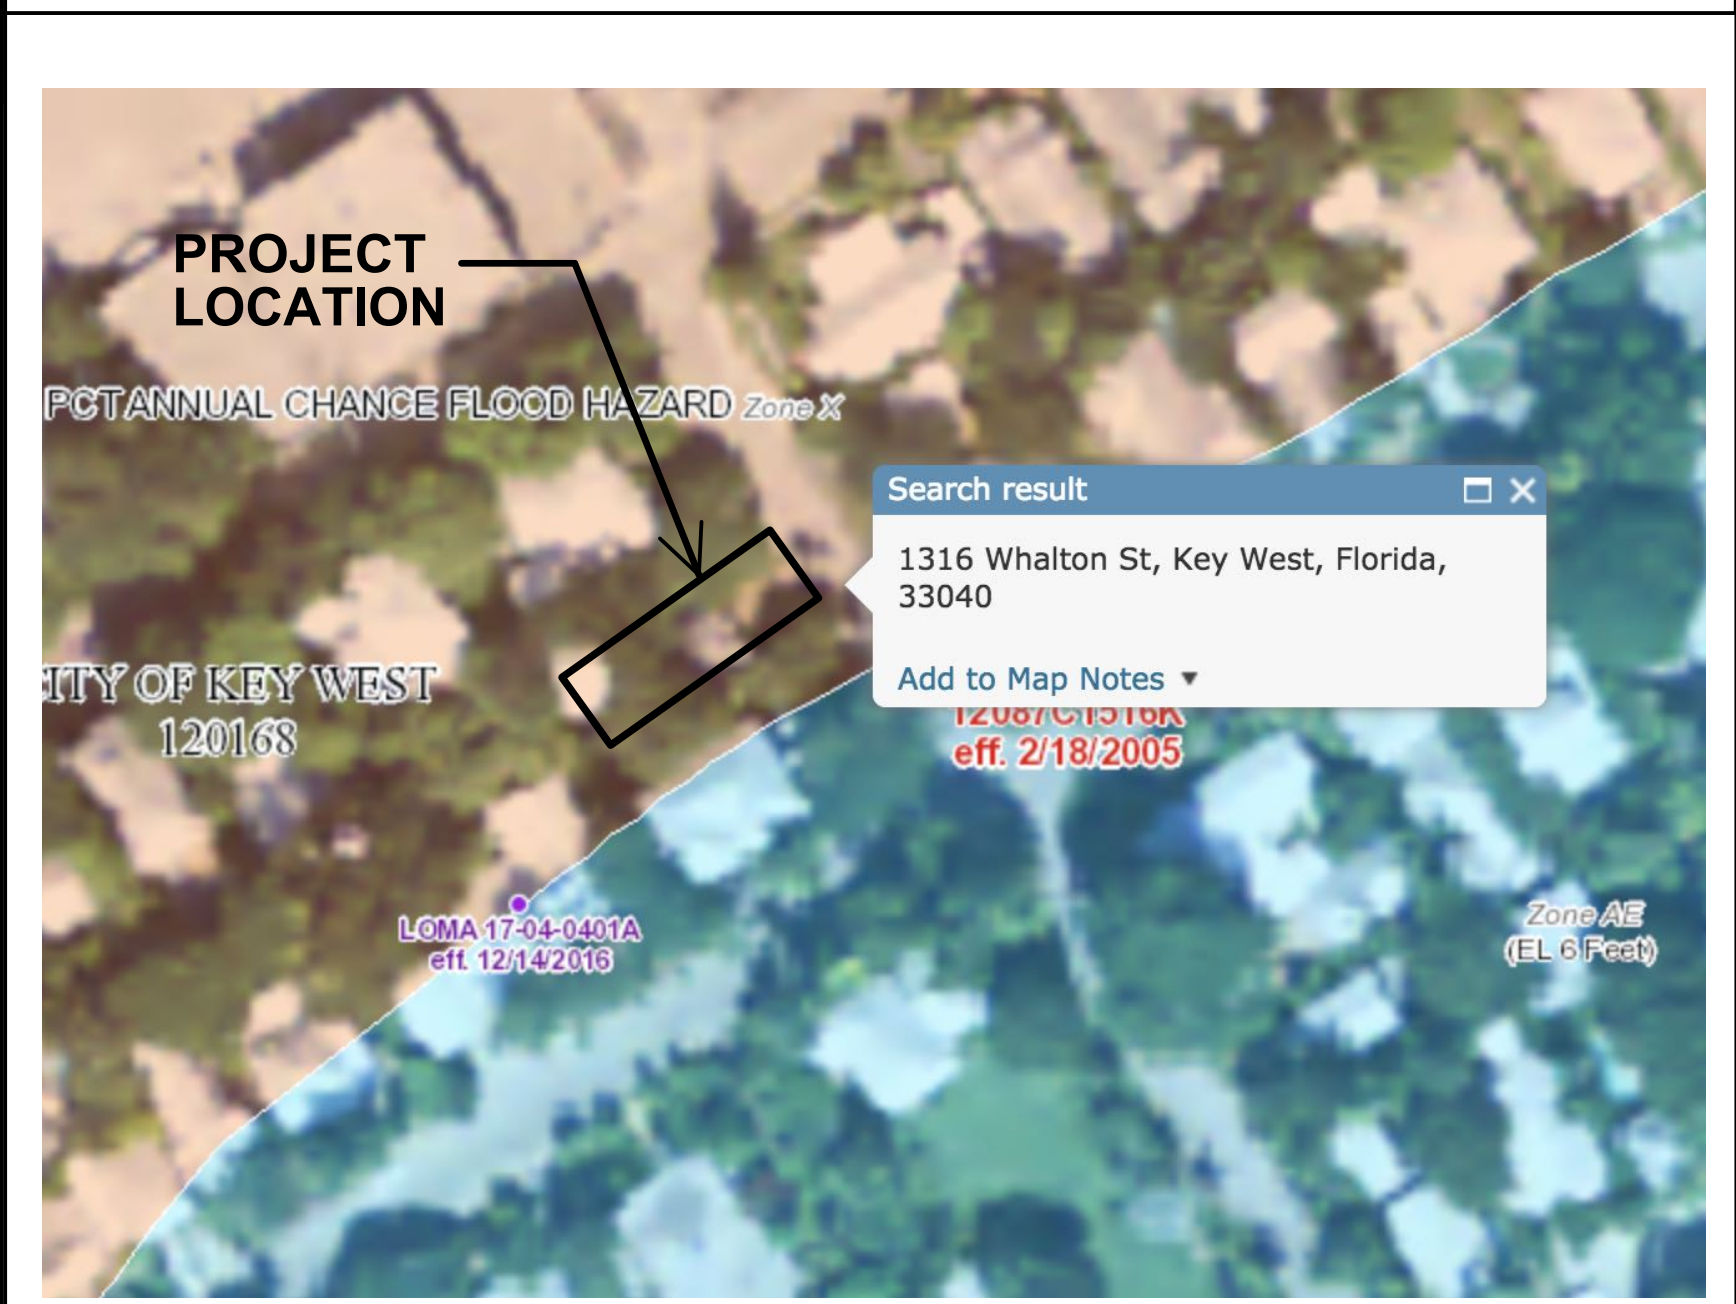 PROJECT
LOCATION
PCT ANNUAL CHANCE FLOOD HAZARD Zone X
Search result
1316 Whalton St, Key West, Florida,
33040
Add to Map Notes
ITY OF KEY WEST
120168
12087C1516K
eff. 2/18/2005
LOMA 17-04-0401A
eff. 12/14/2016
Zone AE
(EL 6 Feet)